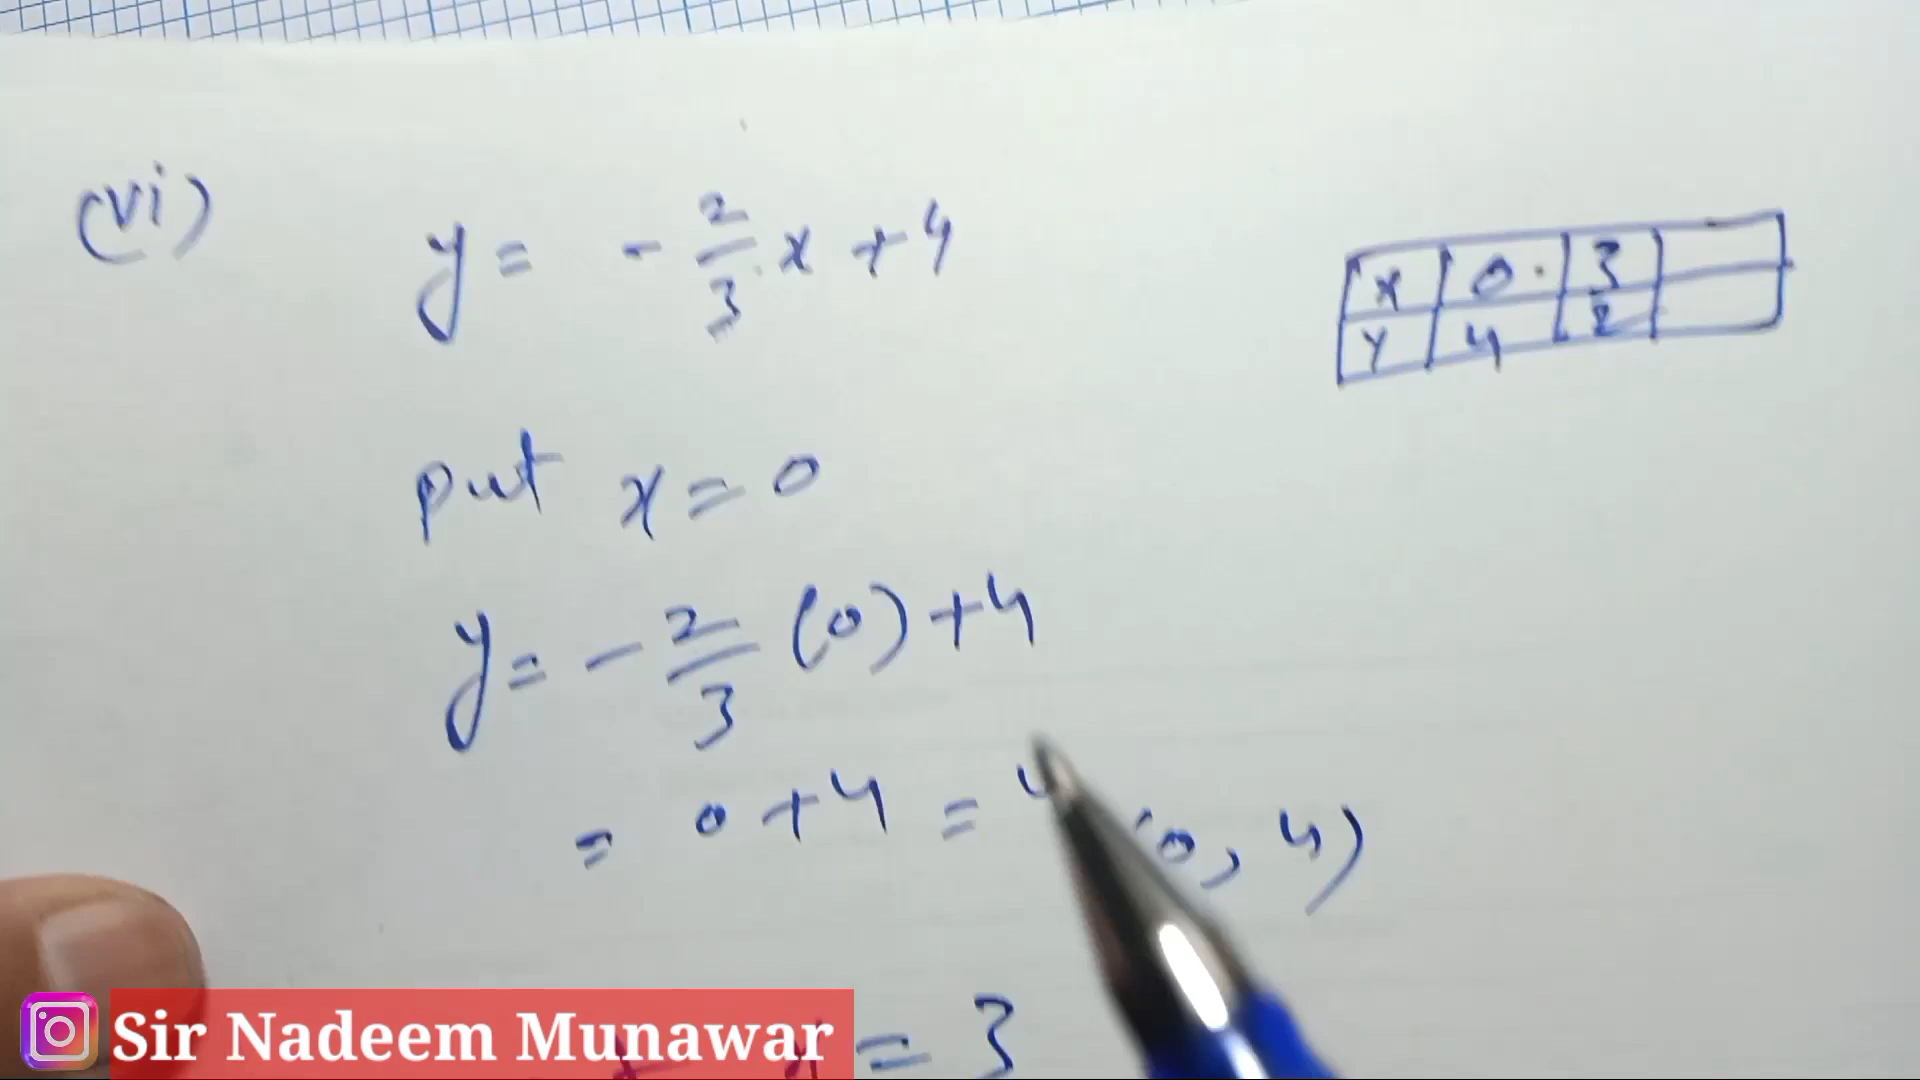 (vi) y = - 2/3 x + 4
x 0 3
y 4 2
put x = 0
y = - 2/3 (0) + 4
= 0 + 4 = 4 (0, 4)
x = 3
Sir Nadeem Munawar